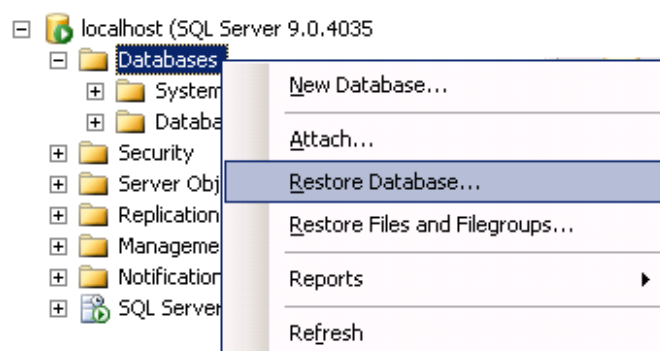 localhost (SQL Server 9.0.4035
Databases
System
Databa
Security
Server Obj
Replication
Manageme
Notification
SQL Server
New Database...
Attach...
Restore Database...
Restore Files and Filegroups...
Reports
Refresh